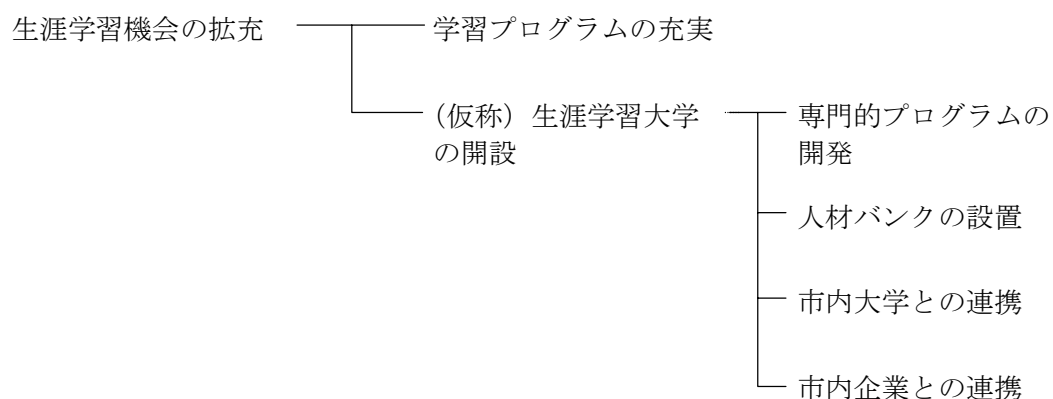 生涯学習機会の拡充
学習プログラムの充実
（仮称）生涯学習大学
の開設
専門的プログラムの
開発
人材バンクの設置
市内大学との連携
市内企業との連携